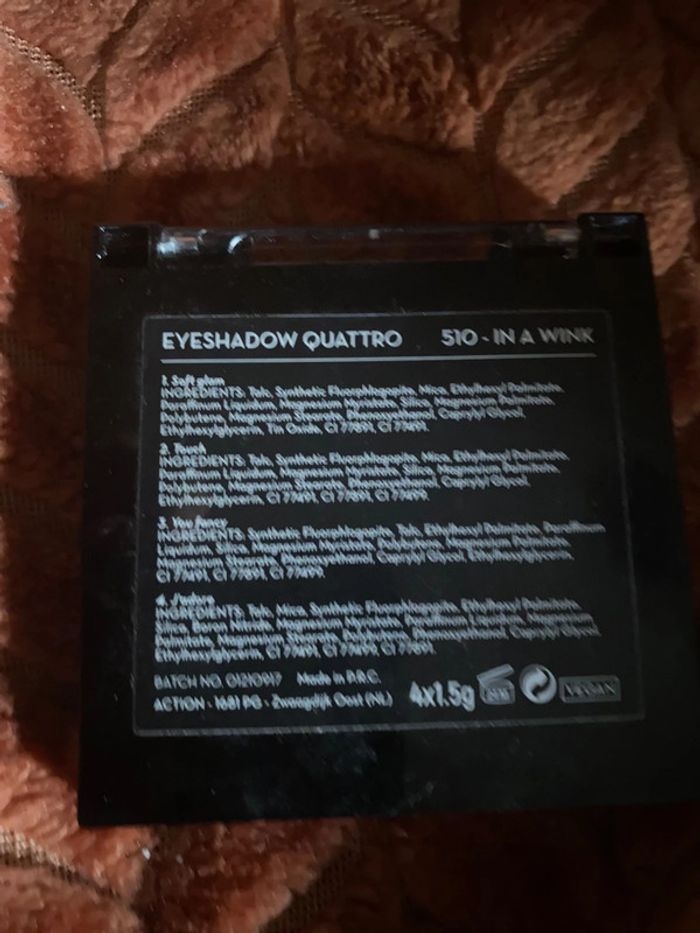 EYESHADOW QUATTRO 510 - IN A WINK
1. Soft glam
INGREDIENTS: Talc, Synthetic Fluorphlogopite, Mica, Ethylhexyl Palmitate,
Paraffinum Liquidum, Magnesium Myristate, Silica, Magnesium Palmitate,
Polybutene, Magnesium Stearate, Phenoxyethanol, Caprylyl Glycol,
Ethylhexylglycerin, Tin Oxide, CI 77891, CI 77491.
2. Touch
INGREDIENTS: Talc, Synthetic Fluorphlogopite, Mica, Ethylhexyl Palmitate,
Paraffinum Liquidum, Magnesium Myristate, Silica, Magnesium Palmitate,
Polybutene, Magnesium Stearate, Phenoxyethanol, Caprylyl Glycol,
Ethylhexylglycerin, CI 77491, CI 77891, CI 77499.
3. You fancy
INGREDIENTS: Synthetic Fluorphlogopite, Talc, Ethylhexyl Palmitate, Paraffinum
Liquidum, Silica, Magnesium Myristate, Polybutene, Magnesium Palmitate,
Magnesium Stearate, Phenoxyethanol, Caprylyl Glycol, Ethylhexylglycerin,
CI 77491, CI 77891, CI 77499.
4. J'adore
INGREDIENTS: Talc, Mica, Synthetic Fluorphlogopite, Ethylhexyl Palmitate,
Silica, Boron Nitride, Magnesium Myristate, Paraffinum Liquidum, Magnesium
Palmitate, Magnesium Stearate, Polybutene, Phenoxyethanol, Caprylyl Glycol,
Ethylhexylglycerin, CI 77491, CI 77499, CI 77891.
BATCH NO. 01210917 Made in P.R.C.
ACTION - 1681 PG - Zwaagdijk Oost (NL) 4x1.5g VEGAN